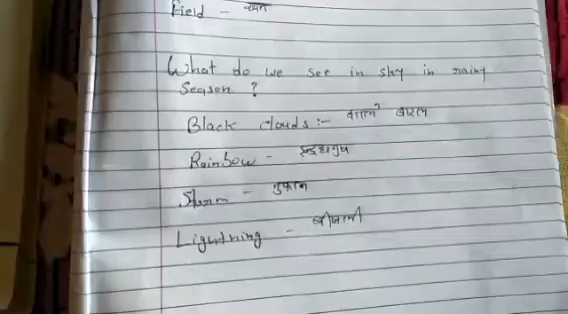 Field - खेत
What do we see in sky in rainy
Season ?
Black clouds :- काले बादल
Rainbow - इन्द्रधनुष
Storm - तुफान
Lightning - बीजली